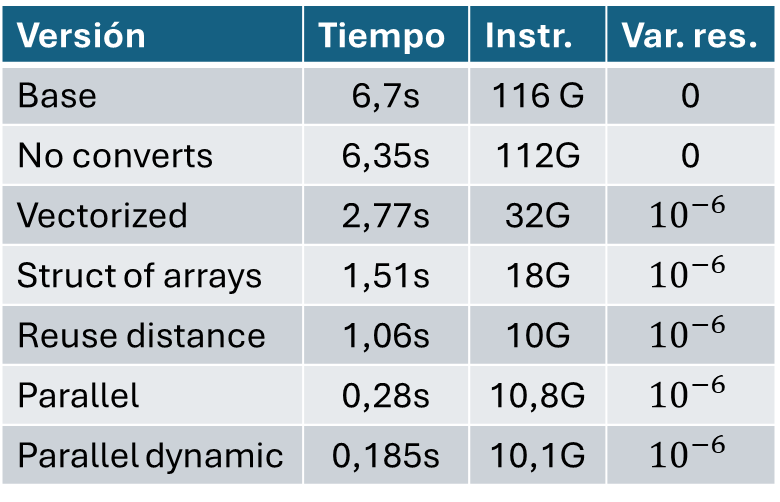 Versión Tiempo Instr. Var. res.
Base 6,7s 116 G 0
No converts 6,35s 112G 0
Vectorized 2,77s 32G 10⁻⁶
Struct of arrays 1,51s 18G 10⁻⁶
Reuse distance 1,06s 10G 10⁻⁶
Parallel 0,28s 10,8G 10⁻⁶
Parallel dynamic 0,185s 10,1G 10⁻⁶